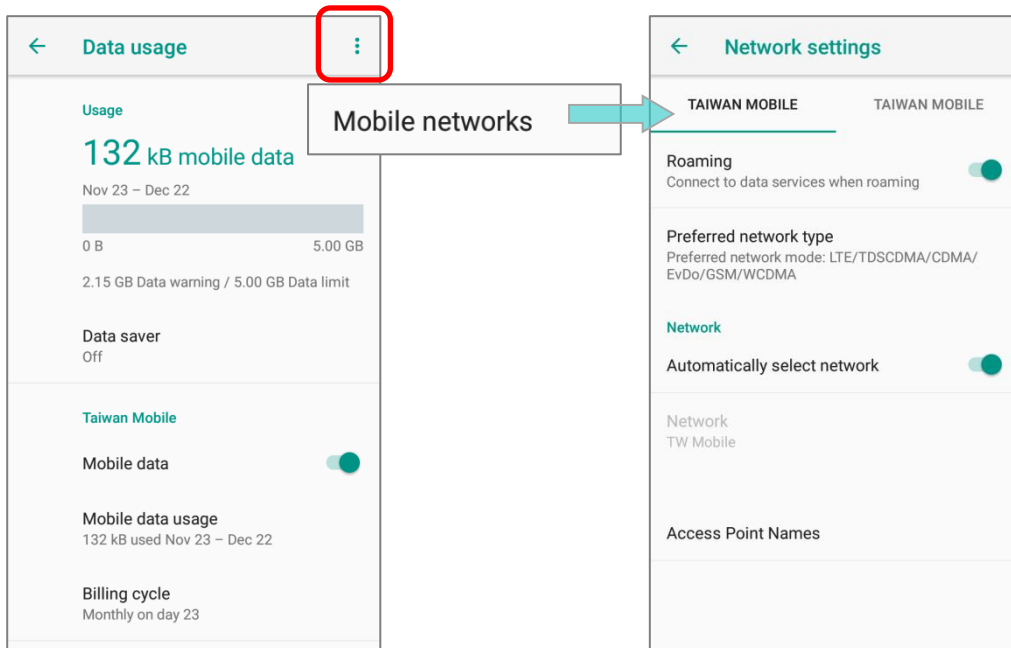 Data usage
Usage
132 kB mobile data
Nov 23 – Dec 22
0 B 5.00 GB
2.15 GB Data warning / 5.00 GB Data limit
Data saver
Off
Taiwan Mobile
Mobile data
Mobile data usage
132 kB used Nov 23 – Dec 22
Billing cycle
Monthly on day 23
Mobile networks
Network settings
TAIWAN MOBILE TAIWAN MOBILE
Roaming
Connect to data services when roaming
Preferred network type
Preferred network mode: LTE/TDSCDMA/CDMA/
EvDo/GSM/WCDMA
Network
Automatically select network
Network
TW Mobile
Access Point Names